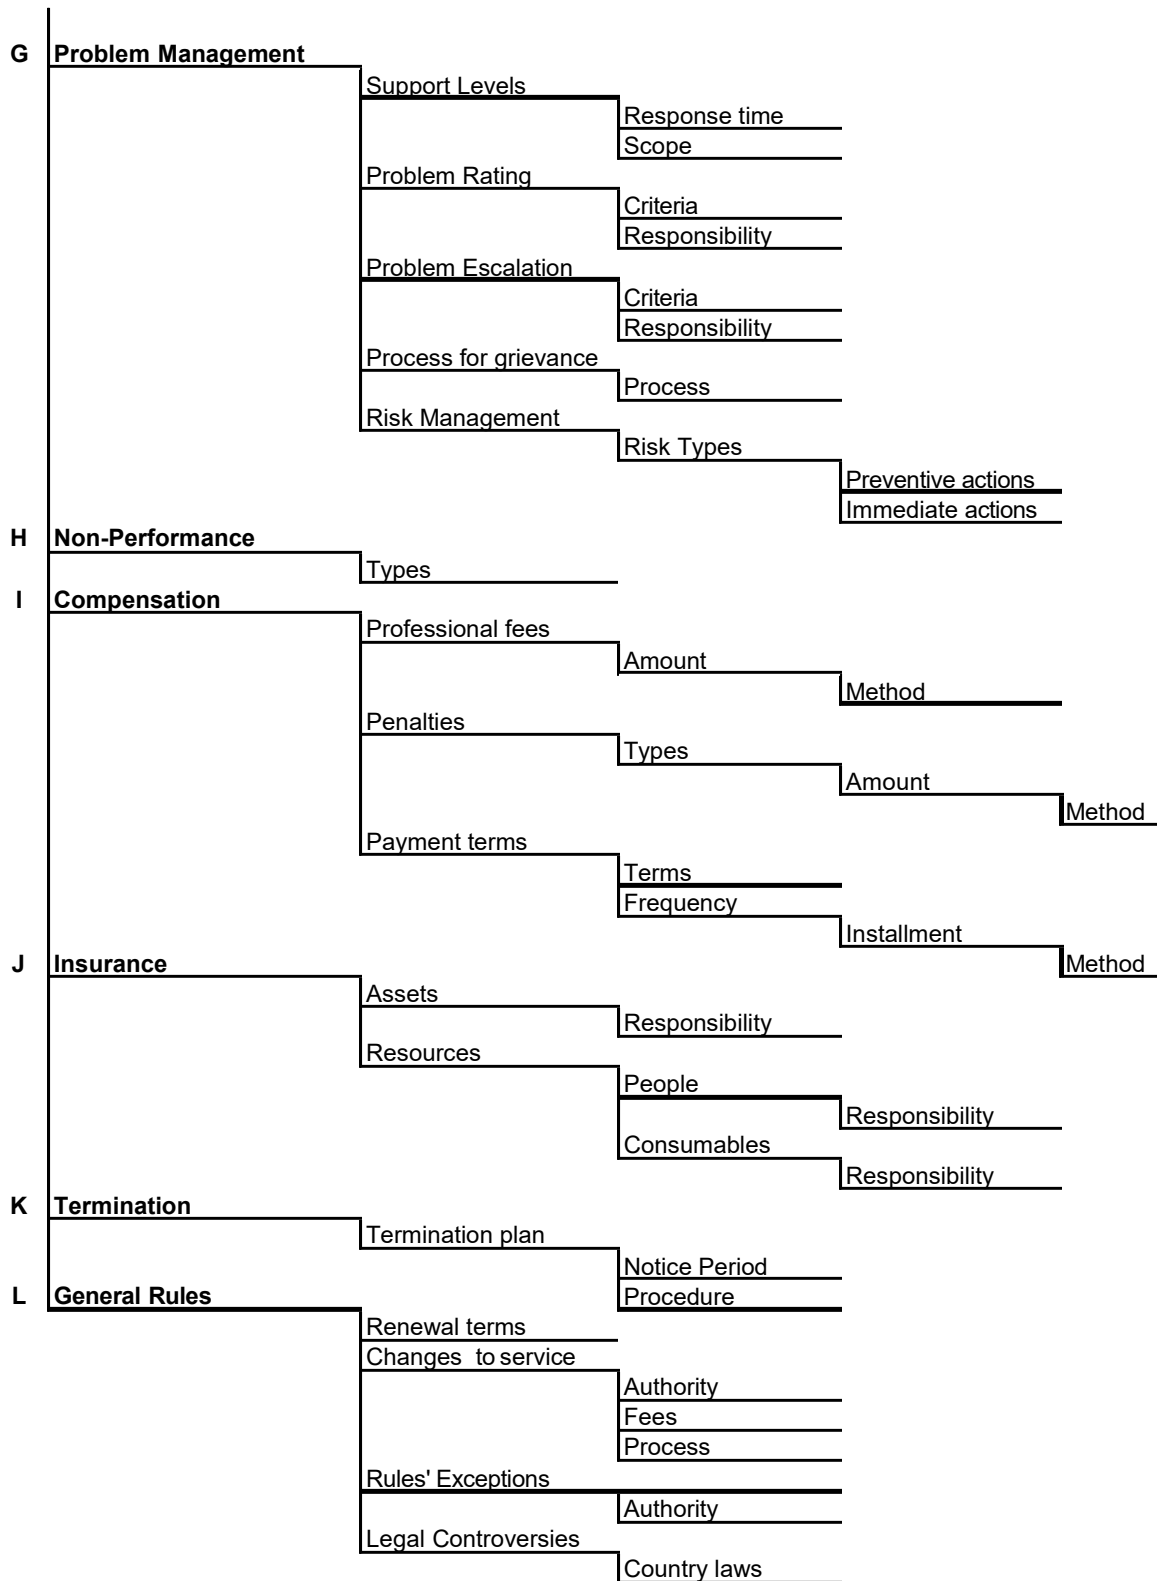 G Problem Management
Support Levels
Response time
Scope
Problem Rating
Criteria
Responsibility
Problem Escalation
Criteria
Responsibility
Process for grievance
Process
Risk Management
Risk Types
Preventive actions
Immediate actions
H Non-Performance
Types
I Compensation
Professional fees
Amount
Method
Penalties
Types
Amount
Method
Payment terms
Terms
Frequency
Installment
J Insurance Method
Assets
Responsibility
Resources
People
Responsibility
Consumables
Responsibility
K Termination
Termination plan
Notice Period
L General Rules Procedure
Renewal terms
Changes to service
Authority
Fees
Process
Rules' Exceptions
Authority
Legal Controversies
Country laws